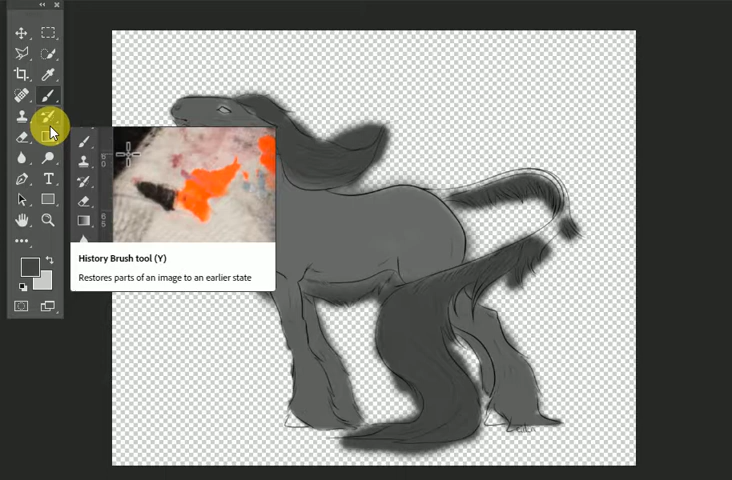 History Brush tool (Y)
Restores parts of an image to an earlier state